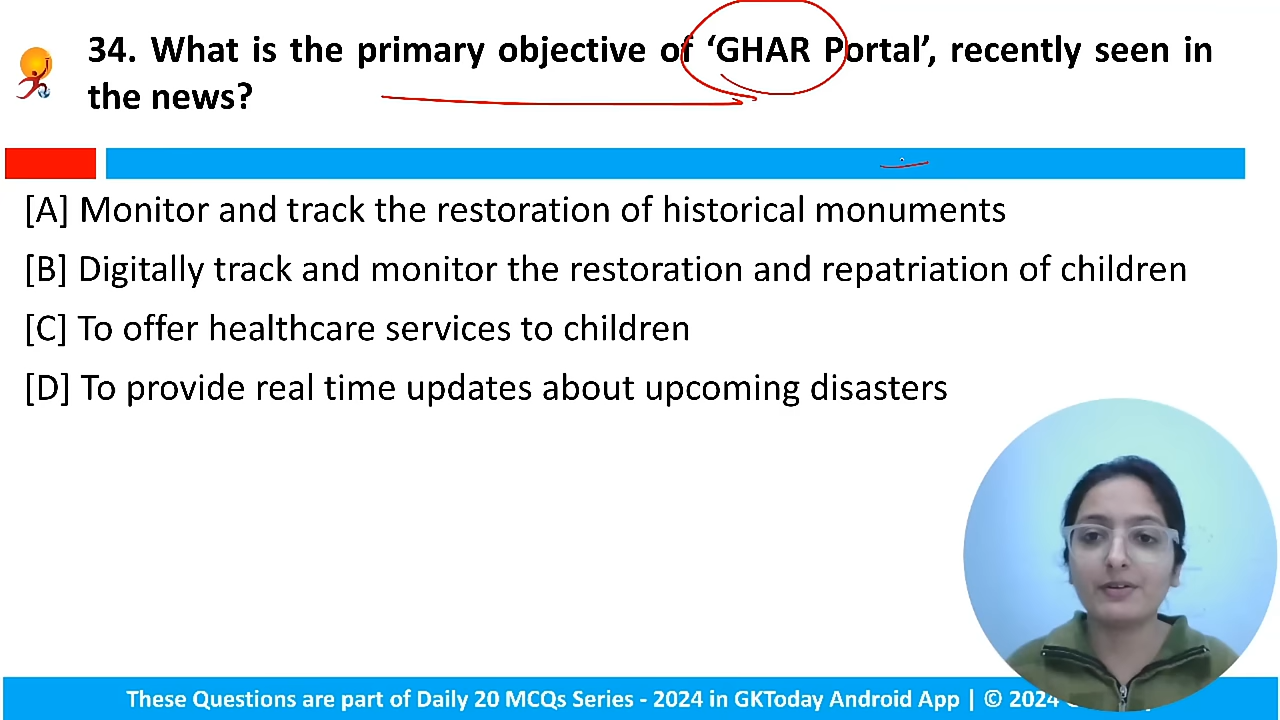 34. What is the primary objective of ‘GHAR Portal’, recently seen in
the news?
[A] Monitor and track the restoration of historical monuments
[B] Digitally track and monitor the restoration and repatriation of children
[C] To offer healthcare services to children
[D] To provide real time updates about upcoming disasters
These Questions are part of Daily 20 MCQs Series - 2024 in GKToday Android App | © 2024